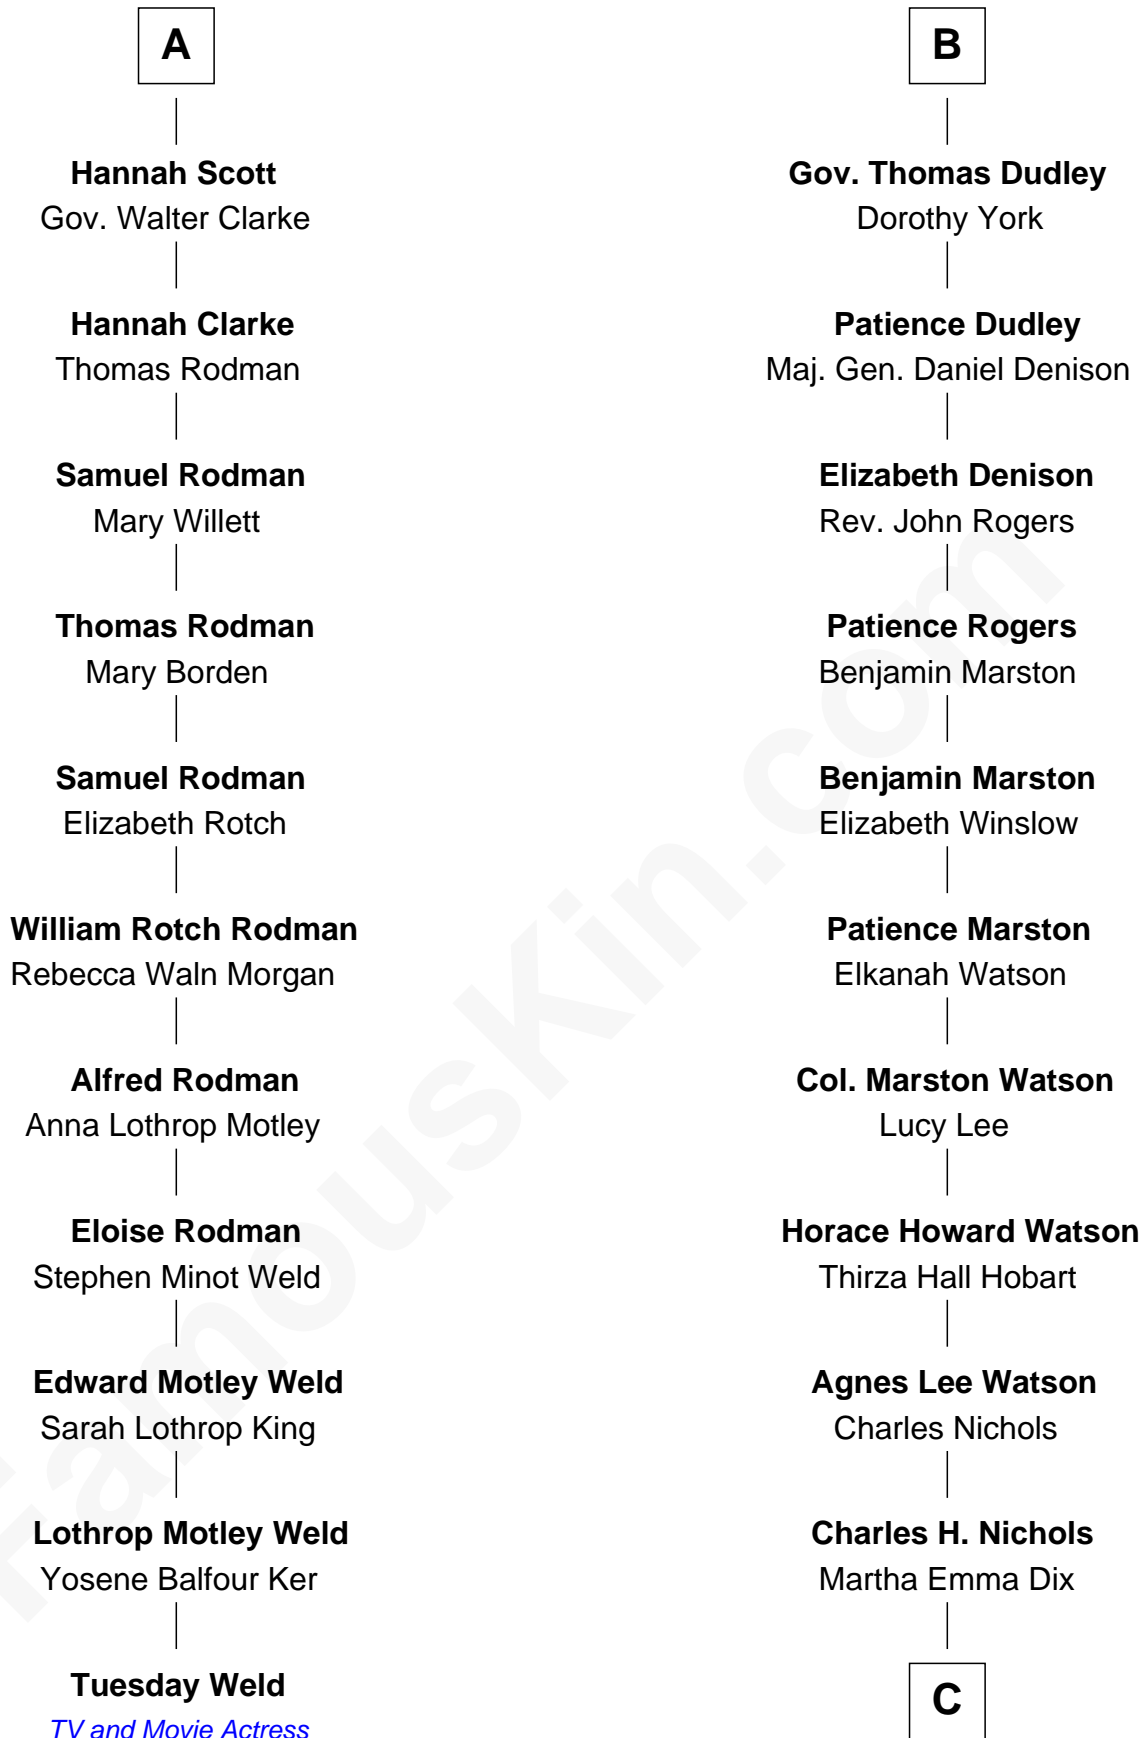 A
Hannah Scott
Gov. Walter Clarke
Hannah Clarke
Thomas Rodman
Samuel Rodman
Mary Willett
Thomas Rodman
Mary Borden
Samuel Rodman
Elizabeth Rotch
William Rotch Rodman
Rebecca Waln Morgan
Alfred Rodman
Anna Lothrop Motley
Eloise Rodman
Stephen Minot Weld
Edward Motley Weld
Sarah Lothrop King
Lothrop Motley Weld
Yosene Balfour Ker
Tuesday Weld
TV and Movie Actress
B
Gov. Thomas Dudley
Dorothy York
Patience Dudley
Maj. Gen. Daniel Denison
Elizabeth Denison
Rev. John Rogers
Patience Rogers
Benjamin Marston
Benjamin Marston
Elizabeth Winslow
Patience Marston
Elkanah Watson
Col. Marston Watson
Lucy Lee
Horace Howard Watson
Thirza Hall Hobart
Agnes Lee Watson
Charles Nichols
Charles H. Nichols
Martha Emma Dix
C
FamousKin.com